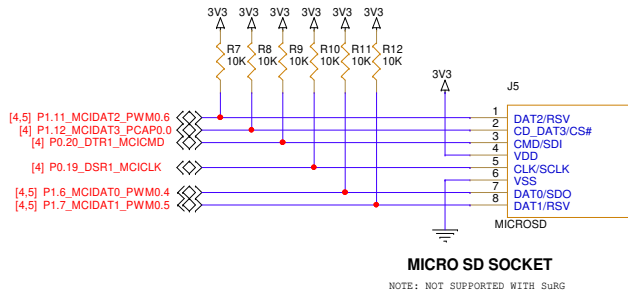 3V3 3V3 3V3 3V3 3V3 3V3
R7 R8 R9 R10 R11 R12
10K 10K 10K 10K 10K 10K
3V3
J5
[4,5] P1.11_MCIDAT2_PWM0.6 1 DAT2/RSV
[4] P1.12_MCIDAT3_PCAP0.0 2 CD_DAT3/CS#
[4] P0.20_DTR1_MCICMD 3 CMD/SDI
4 VDD
[4] P0.19_DSR1_MCICLK 5 CLK/SCLK
6 VSS
[4,5] P1.6_MCIDAT0_PWM0.4 7 DAT0/SDO
[4,5] P1.7_MCIDAT1_PWM0.5 8 DAT1/RSV
MICROSD
MICRO SD SOCKET
NOTE: NOT SUPPORTED WITH SuRG